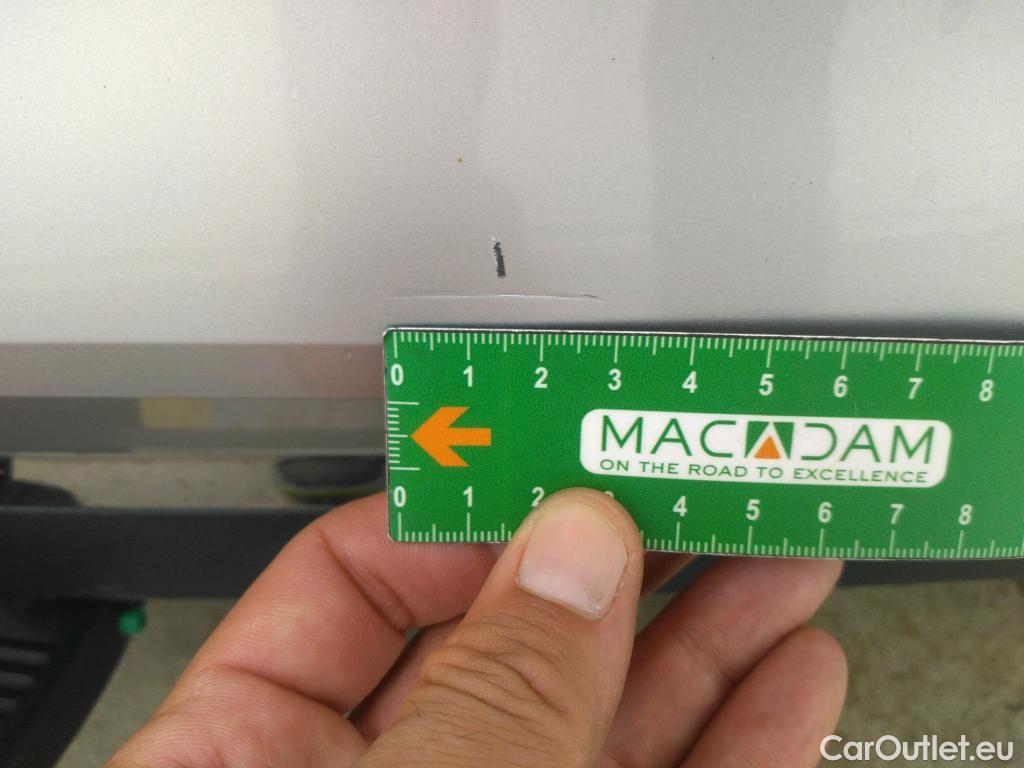 0 1 2 3 4 5 6 7 8
MACADAM
ON THE ROAD TO EXCELLENCE
0 1 2 4 5 6 7 8
CarOutlet.eu